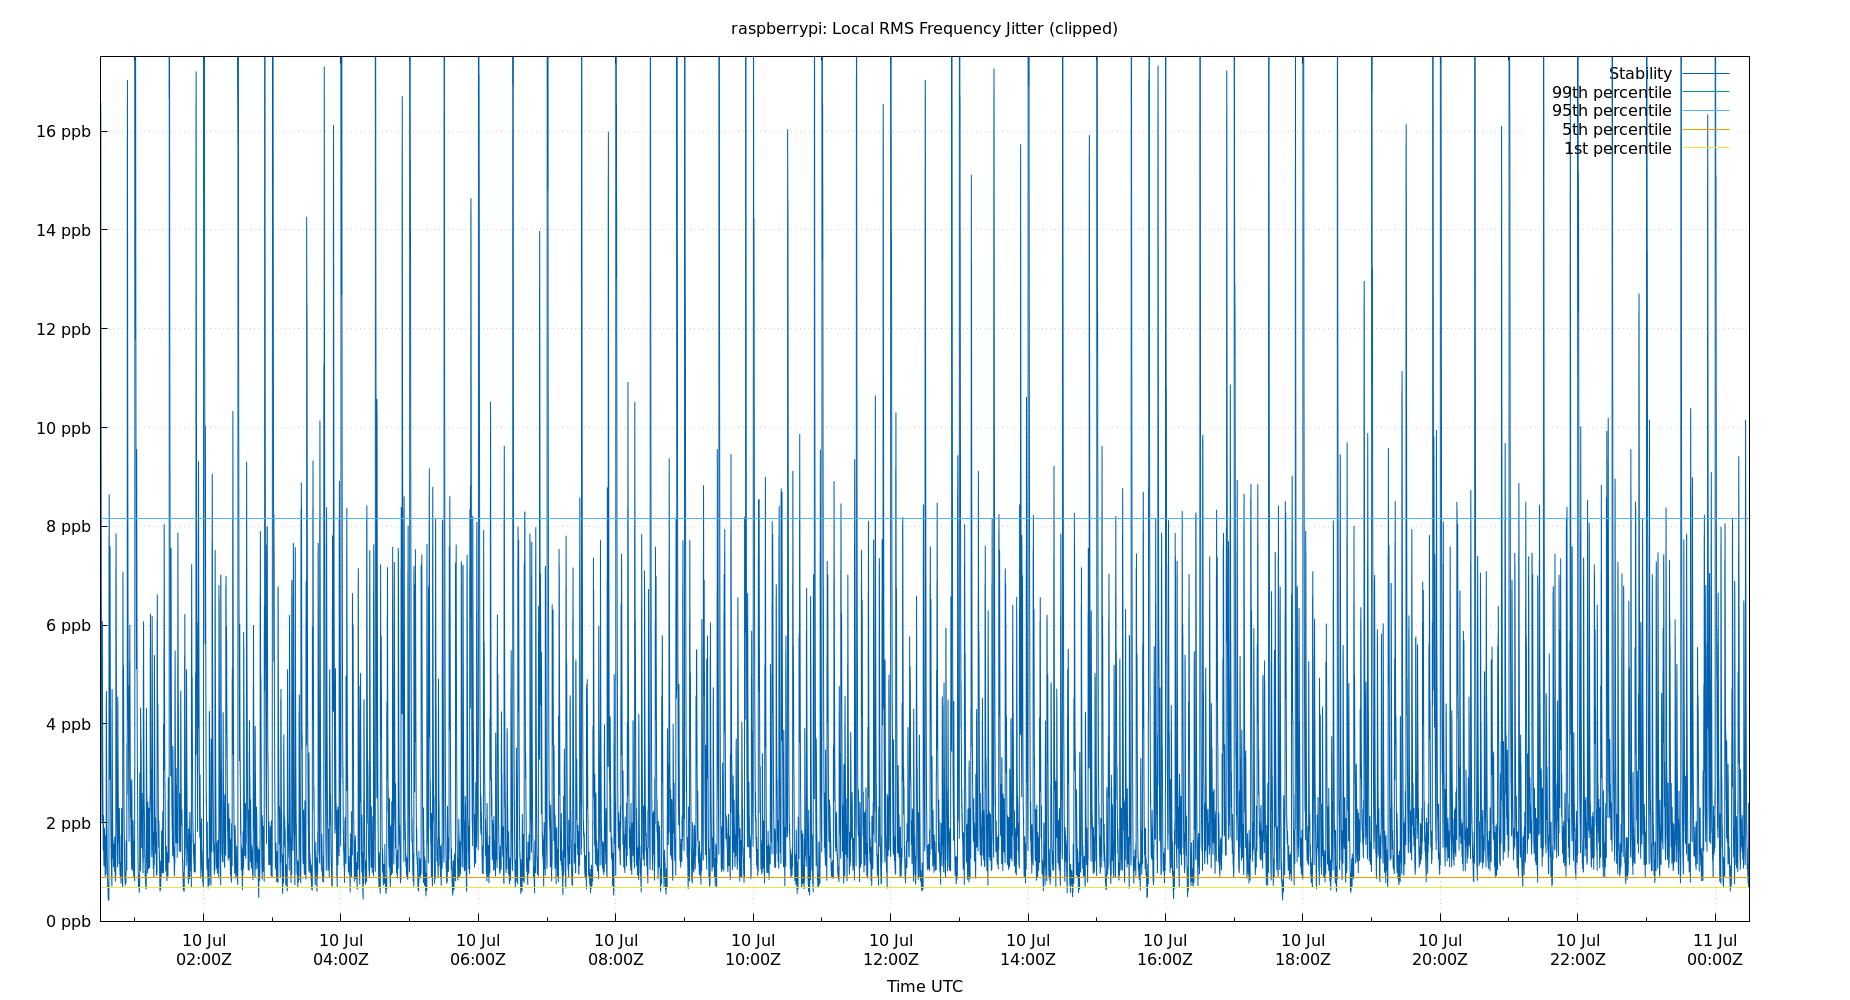 raspberrypi: Local RMS Frequency Jitter (clipped)
Stability
99th percentile
95th percentile
5th percentile
1st percentile
16 ppb
14 ppb
12 ppb
10 ppb
8 ppb
6 ppb
4 ppb
2 ppb
0 ppb
10 Jul 10 Jul 10 Jul 10 Jul 10 Jul 10 Jul 10 Jul 10 Jul 10 Jul 10 Jul 10 Jul 11 Jul
02:00Z 04:00Z 06:00Z 08:00Z 10:00Z 12:00Z 14:00Z 16:00Z 18:00Z 20:00Z 22:00Z 00:00Z
Time UTC